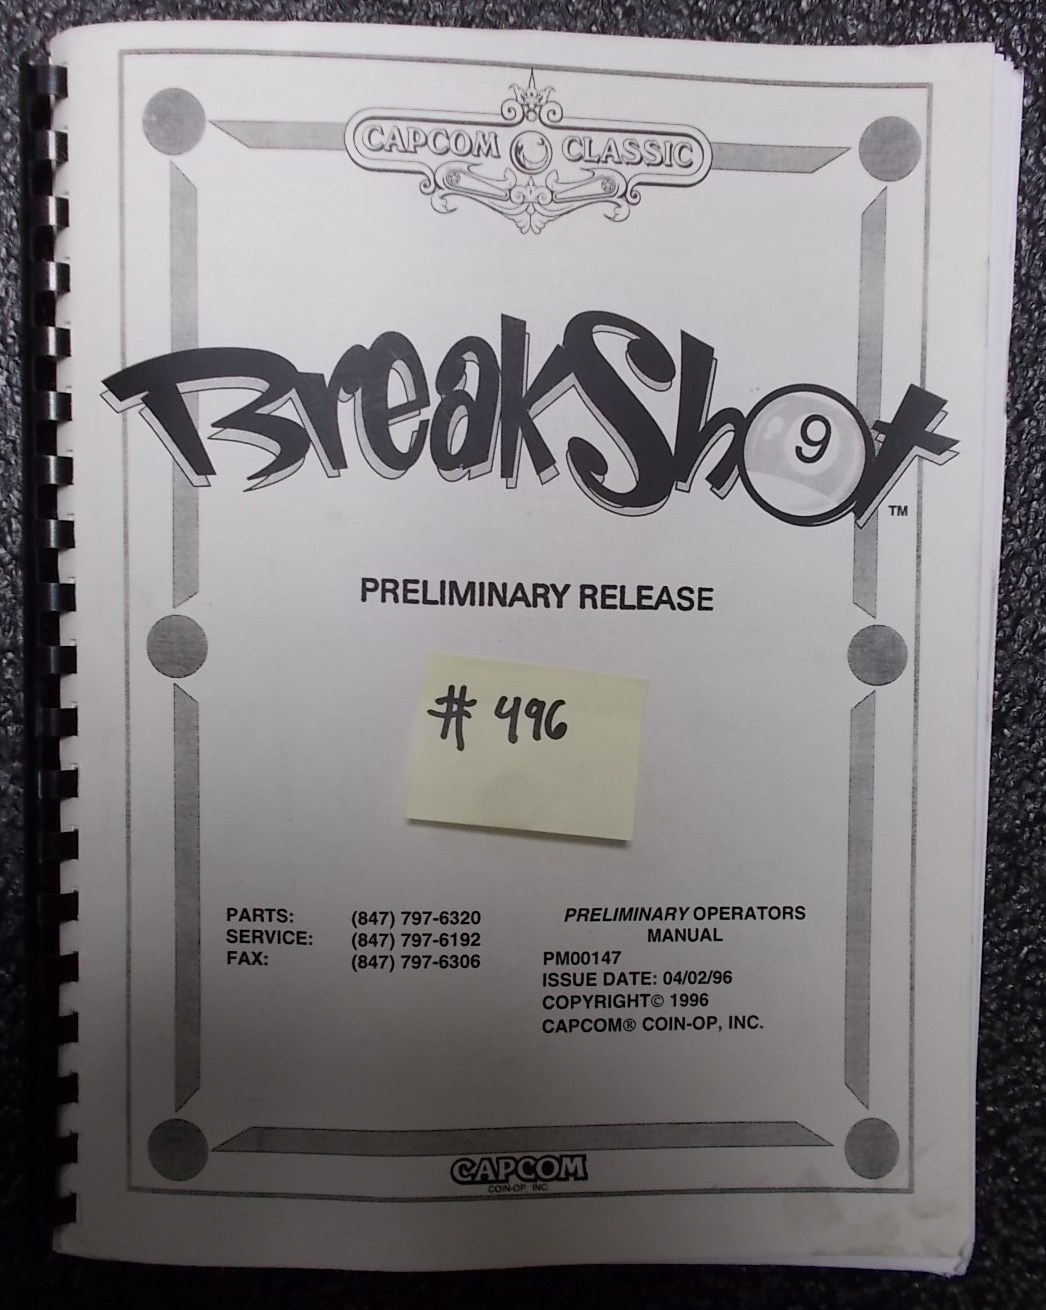 CAPCOM CLASSIC
BreakShot
9
TM
PRELIMINARY RELEASE
# 496
PARTS: (847) 797-6320
SERVICE: (847) 797-6192
FAX: (847) 797-6306
PRELIMINARY OPERATORS
MANUAL
PM00147
ISSUE DATE: 04/02/96
COPYRIGHT© 1996
CAPCOM® COIN-OP, INC.
CAPCOM
COIN-OP, INC.